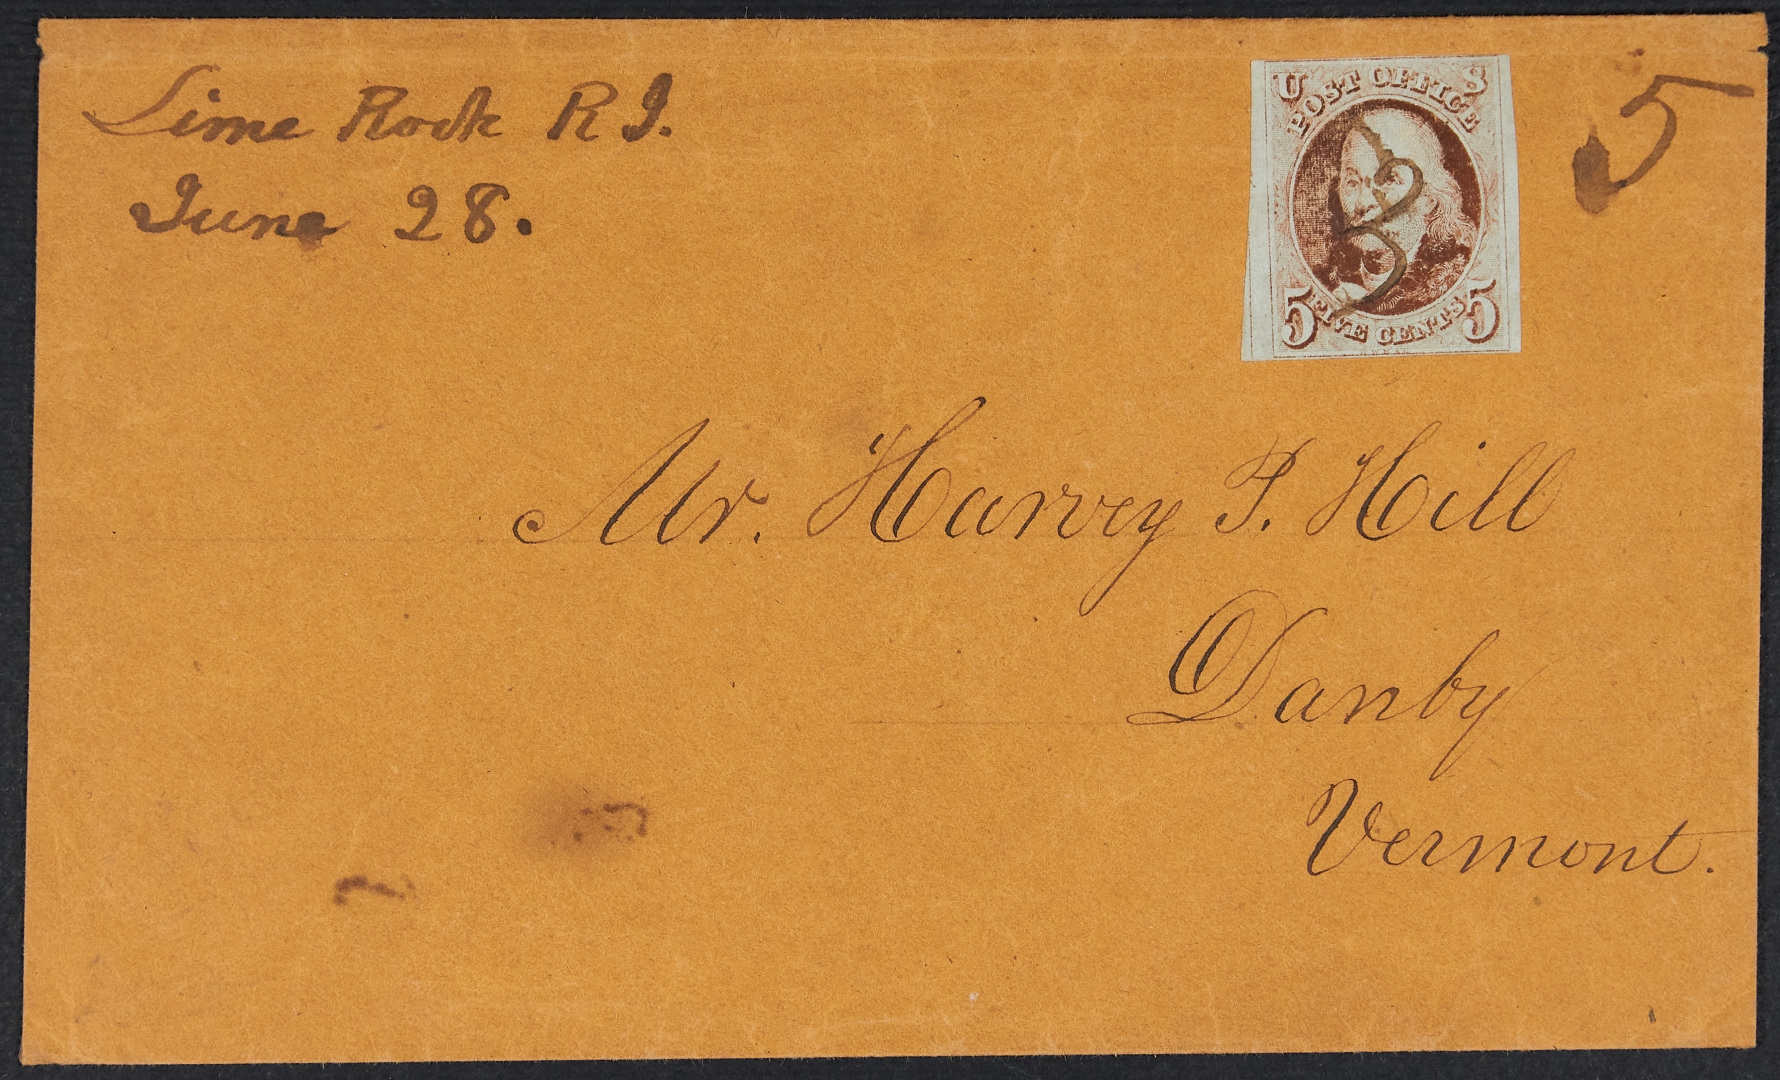 Lime Rock R I.
June 28.
5
U S
POST OFFICE
5 FIVE CENTS 5
Mr. Harvey P. Hill
Danby
Vermont.